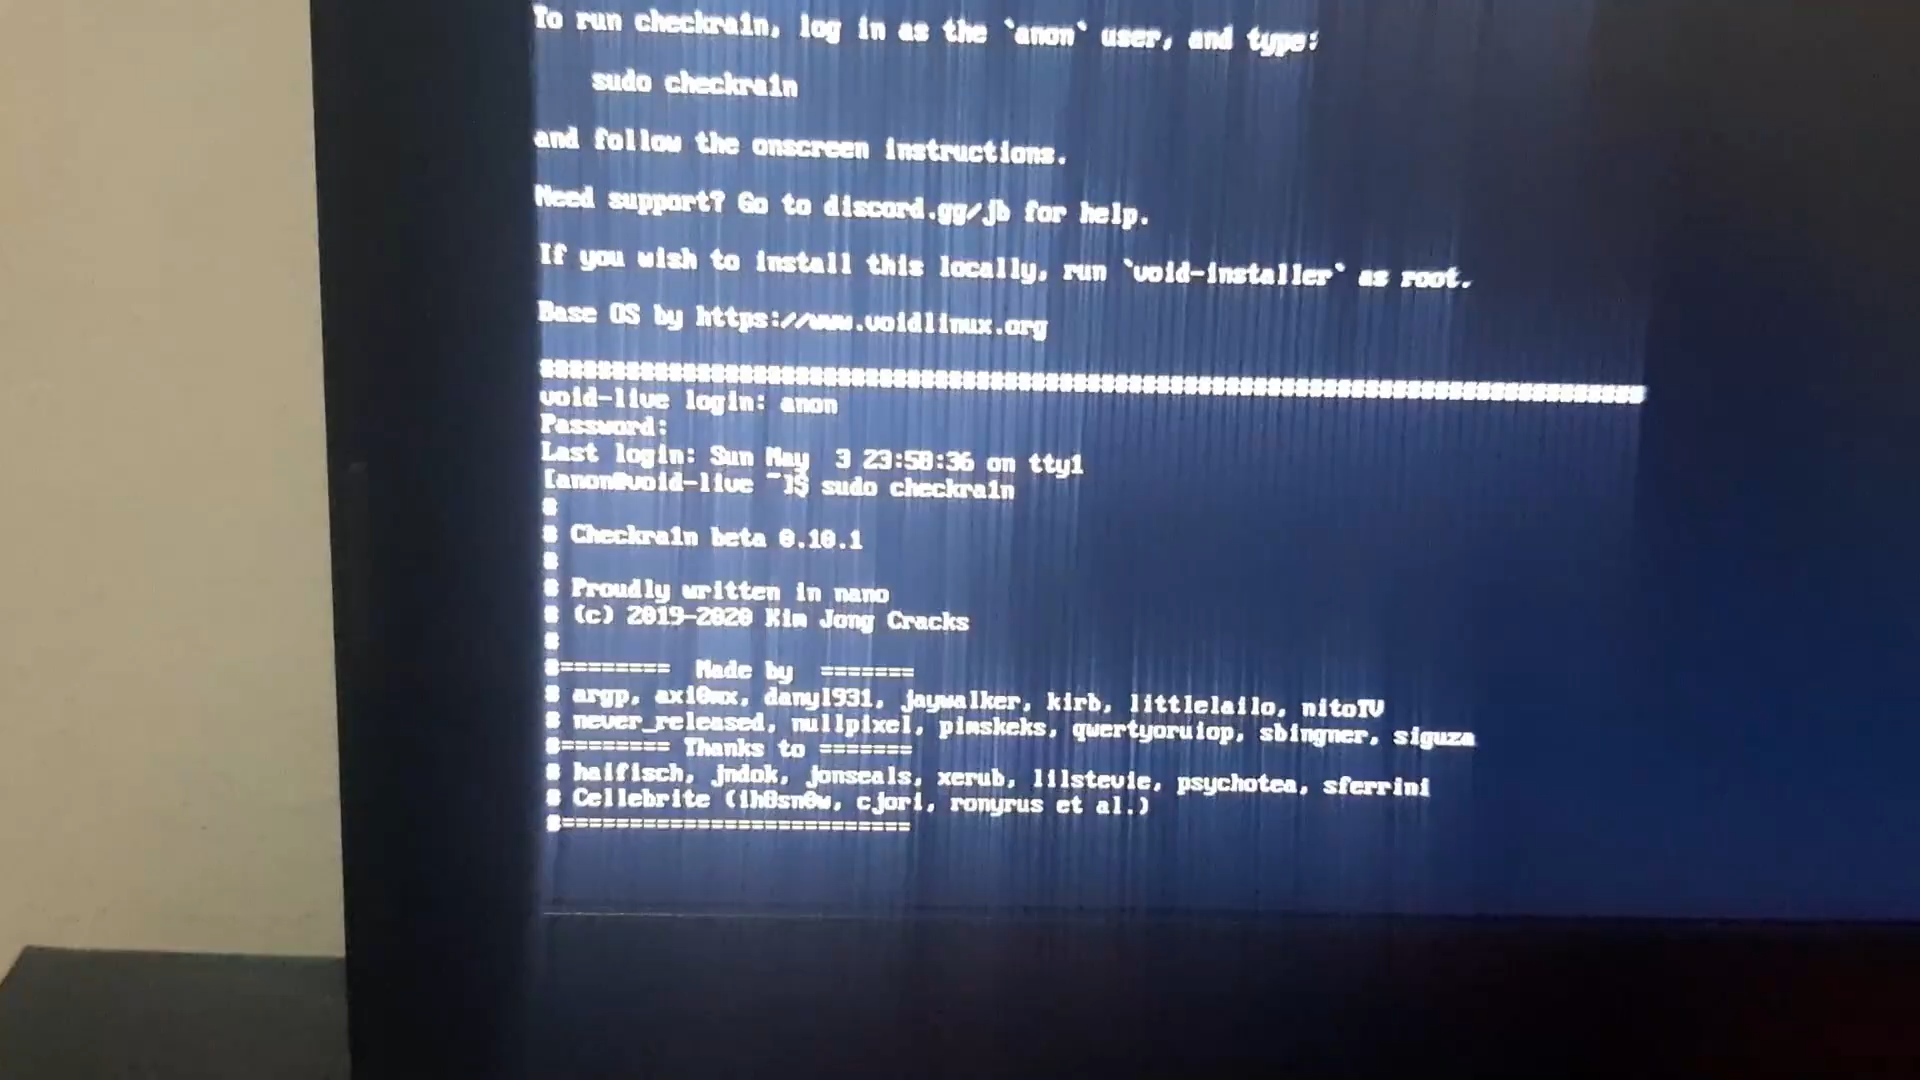 To run checkra1n, log in as the `anon` user, and type:
sudo checkra1n
and follow the onscreen instructions.
Need support? Go to discord.gg/jb for help.
If you wish to install this locally, run `void-installer` as root.
Base OS by https://www.voidlinux.org
################################################################################
void-live login: anon
Password:
Last login: Sun May  3 23:50:36 on tty1
[anon@void-live ~]$ sudo checkra1n
#
# Checkra1n beta 0.10.1
#
# Proudly written in nano
# (c) 2019-2020 Kim Jong Cracks
#
#========  Made by  =======
# argp, axi0mx, danyl931, jaywalker, kirb, littlelailo, nitoTV
# never_released, nullpixel, pimskeks, qwertyoruiop, sbingner, siguza
#======== Thanks to =======
# haifisch, jndok, jonseals, xerub, lilstevie, psychotea, sferrini
# Cellebrite (ih8sn0w, cjori, ronyrus et al.)
#==========================